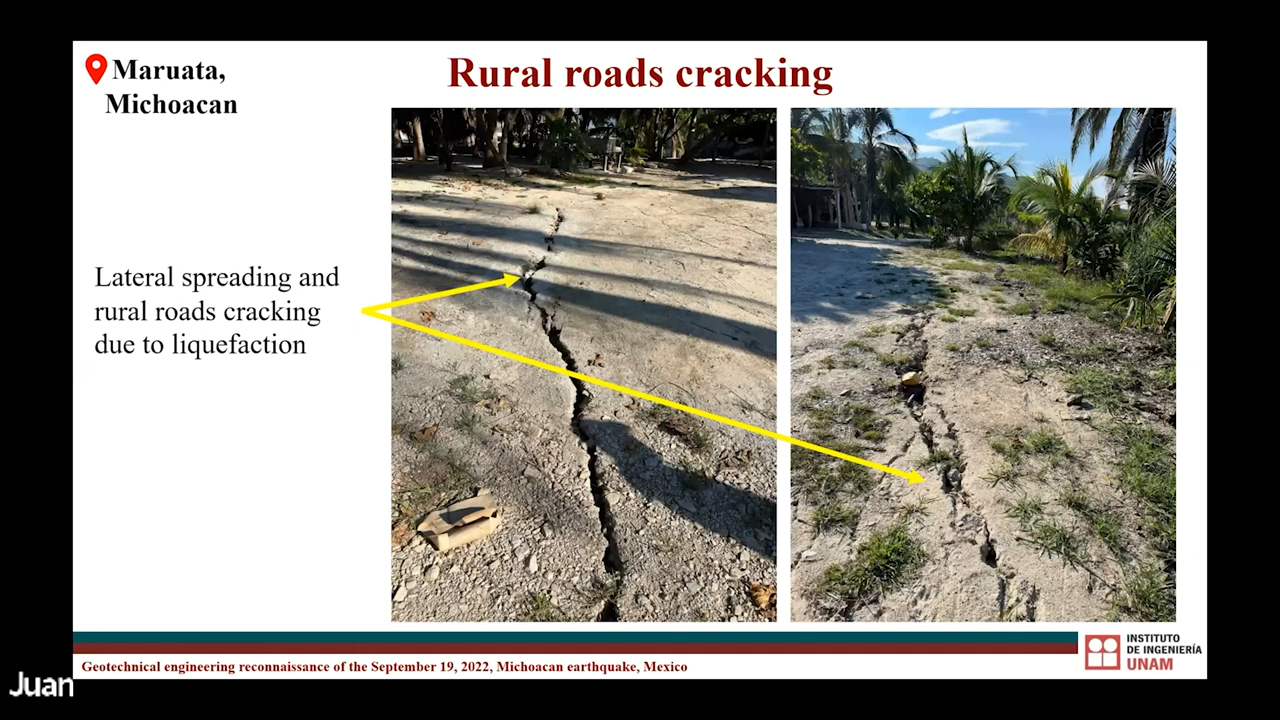 Maruata,
Michoacan
Rural roads cracking
Lateral spreading and
rural roads cracking
due to liquefaction
Geotechnical engineering reconnaissance of the September 19, 2022, Michoacan earthquake, Mexico
INSTITUTO
DE INGENIERÍA
UNAM
Juan